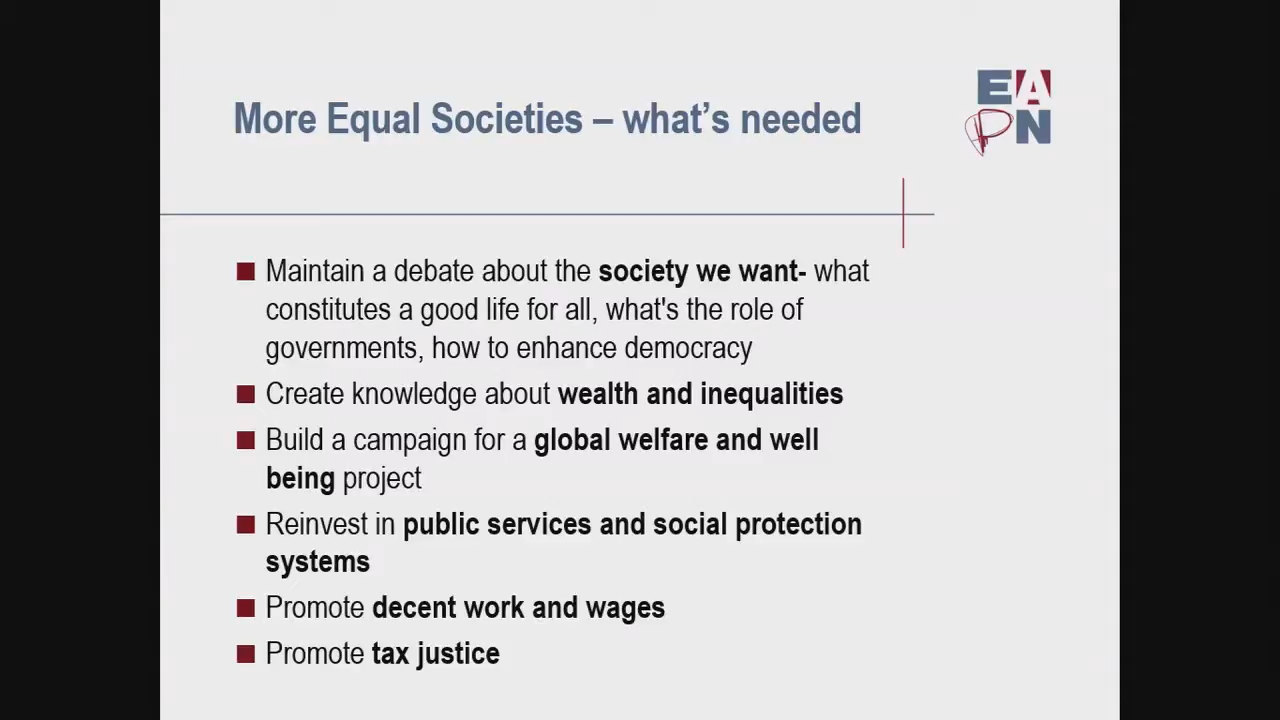 More Equal Societies – what's needed
EA
PN
Maintain a debate about the society we want- what
constitutes a good life for all, what's the role of
governments, how to enhance democracy
Create knowledge about wealth and inequalities
Build a campaign for a global welfare and well
being project
Reinvest in public services and social protection
systems
Promote decent work and wages
Promote tax justice